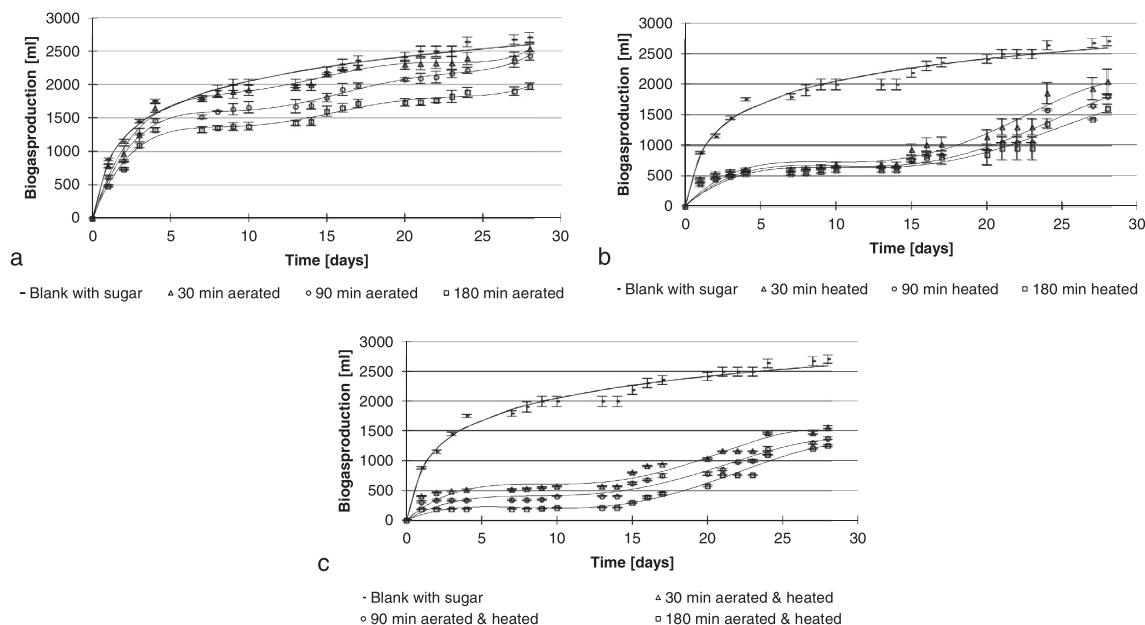 3000
2500
2000
1500
1000
500
0
Biogasproduction [ml]
0 5 10 15 20 25 30
Time [days]
a
– Blank with sugar △ 30 min aerated ○ 90 min aerated □ 180 min aerated
3000
2500
2000
1500
1000
500
0
Biogasproduction [ml]
0 5 10 15 20 25 30
Time [days]
b
- Blank with sugar △ 30 min heated ○ 90 min heated □ 180 min heated
3000
2500
2000
1500
1000
500
0
Biogasproduction [ml]
0 5 10 15 20 25 30
Time [days]
c
- Blank with sugar △ 30 min aerated & heated
○ 90 min aerated & heated □ 180 min aerated & heated